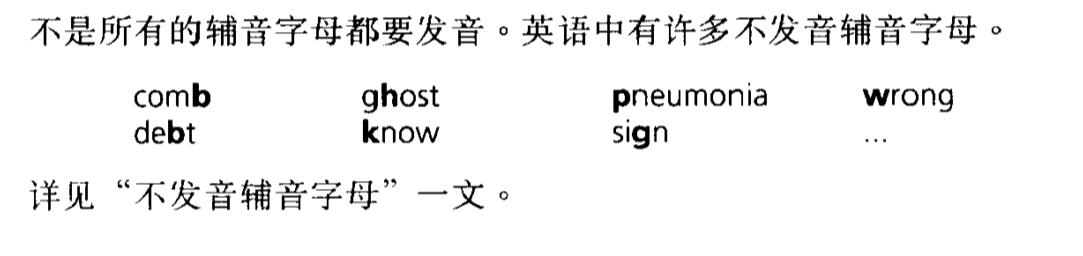 不是所有的辅音字母都要发音。英语中有许多不发音辅音字母。
comb ghost pneumonia wrong
debt know sign ...
详见“不发音辅音字母”一文。